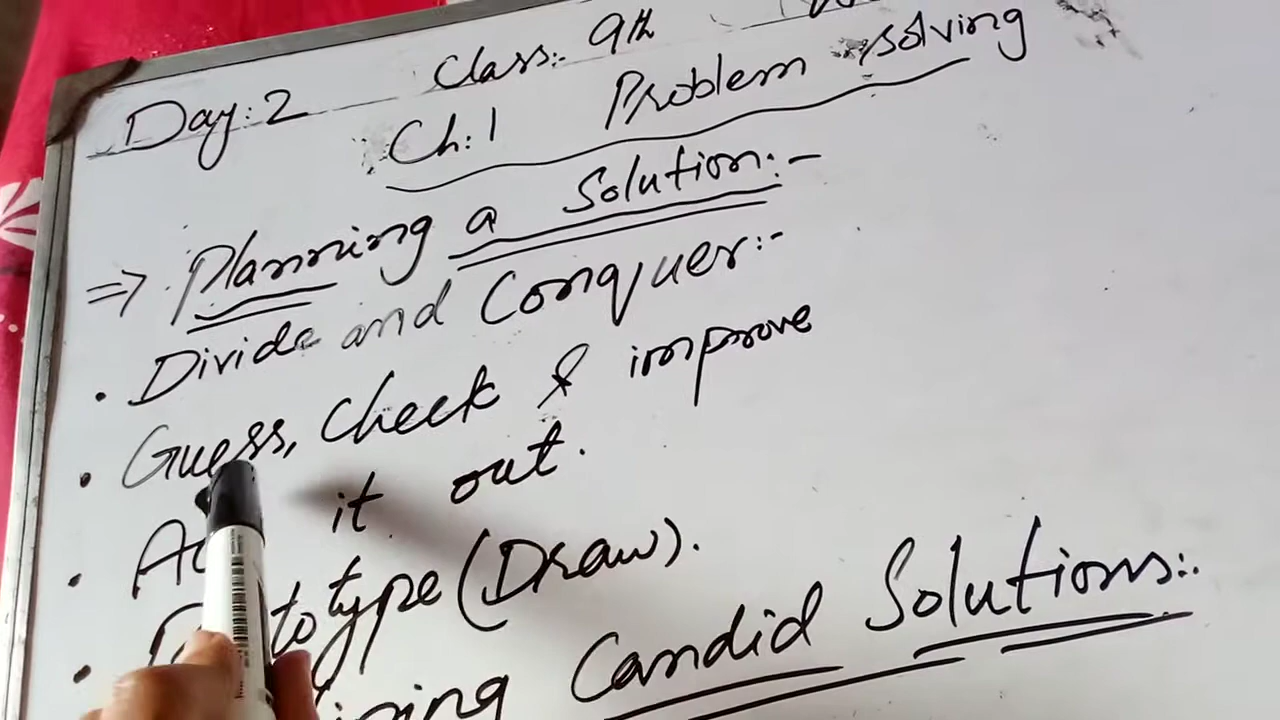 Day: 2 Class:- 9th
Ch: 1 Problem solving
=> Planning a Solution:-
. Divide and Conquer:-
. Guess, Check & improve
. it out.
. (Draw).
Candid Solutions:.